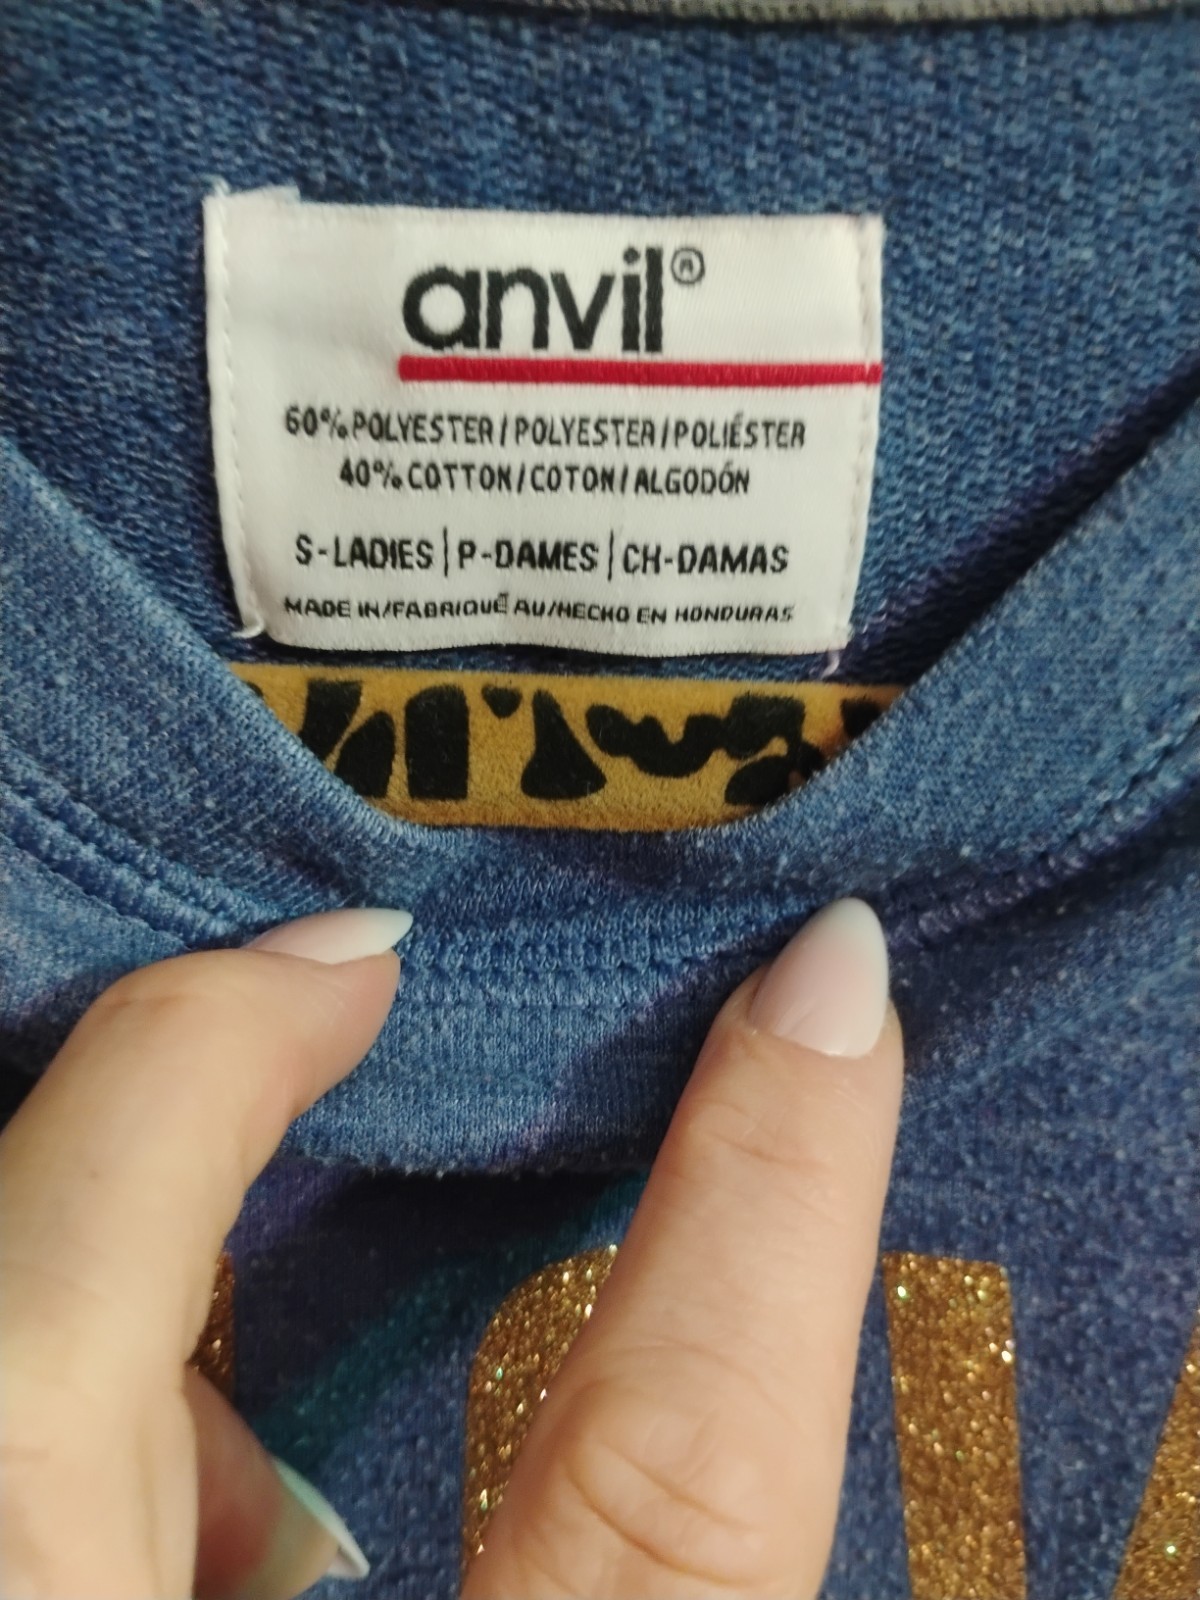 anvil®
60% POLYESTER / POLYESTER / POLIÉSTER
40% COTTON / COTON / ALGODÓN
S-LADIES | P-DAMES | CH-DAMAS
MADE IN/FABRIQUÉ AU/HECHO EN HONDURAS